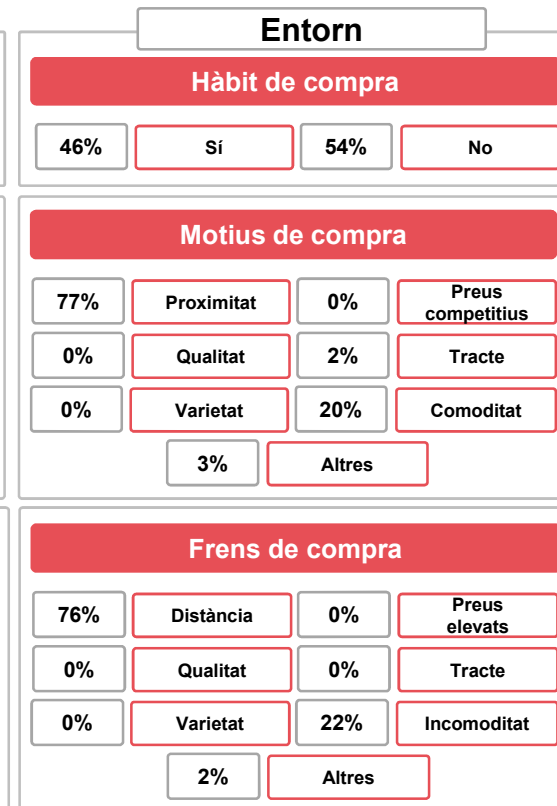 Entorn
Hàbit de compra
46% Sí 54% No
Motius de compra
77% Proximitat 0% Preus
competitius
0% Qualitat 2% Tracte
0% Varietat 20% Comoditat
3% Altres
Frens de compra
76% Distància 0% Preus
elevats
0% Qualitat 0% Tracte
0% Varietat 22% Incomoditat
2% Altres